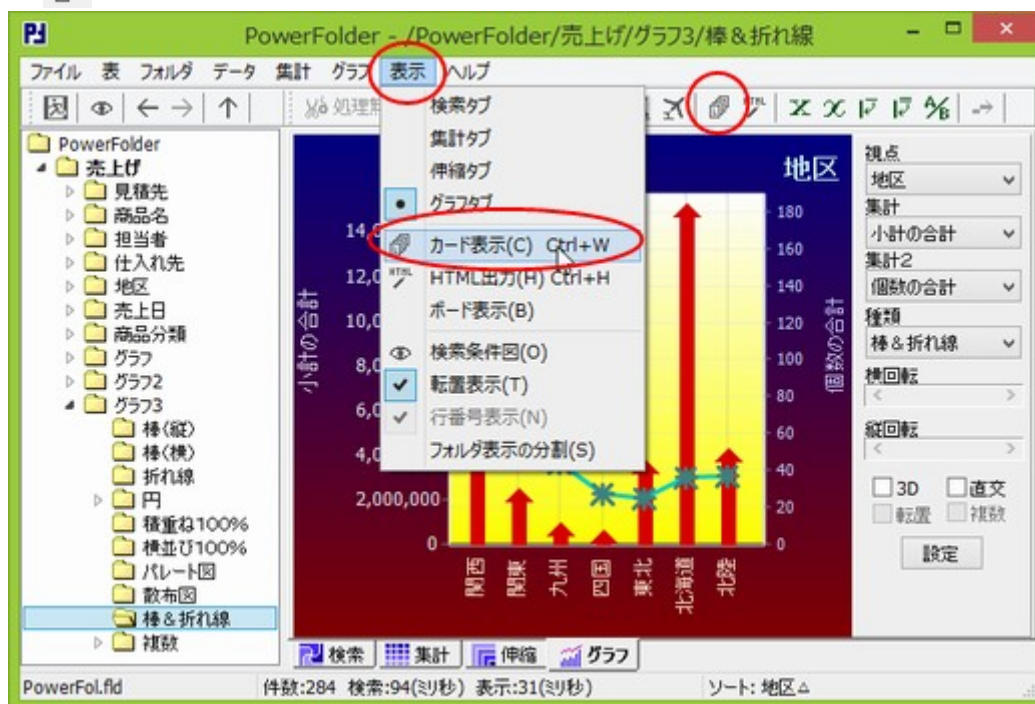 PowerFolder - /PowerFolder/売上げ/グラフ3/棒&折れ線
ファイル 表 フォルダ データ 集計 グラフ 表示 ヘルプ
HTML
PowerFolder
売上げ
見積先
商品名
担当者
仕入れ先
地区
売上日
商品分類
グラフ
グラフ2
グラフ3
棒(縦)
棒(横)
折れ線
円
積重ね100%
横並び100%
パレート図
散布図
棒&折れ線
複数
検索タブ
集計タブ
伸縮タブ
グラフタブ
カード表示(C) Ctrl+W
HTML出力(H) Ctrl+H
ボード表示(B)
検索条件図(O)
転置表示(T)
行番号表示(N)
フォルダ表示の分割(S)
地区
小計の合計
2,000,000
0
180
160
140
120
100
80
60
40
20
0
個数の合計
関西 関東 九州 四国 東北 北海道 北陸
視点
地区
集計
小計の合計
集計2
個数の合計
種類
棒&折れ線
横回転
縦回転
3D 直交
転置 複数
設定
検索 集計 伸縮 グラフ
PowerFol.fld 件数:284 検索:94(ミリ秒) 表示:31(ミリ秒) ソート: 地区△